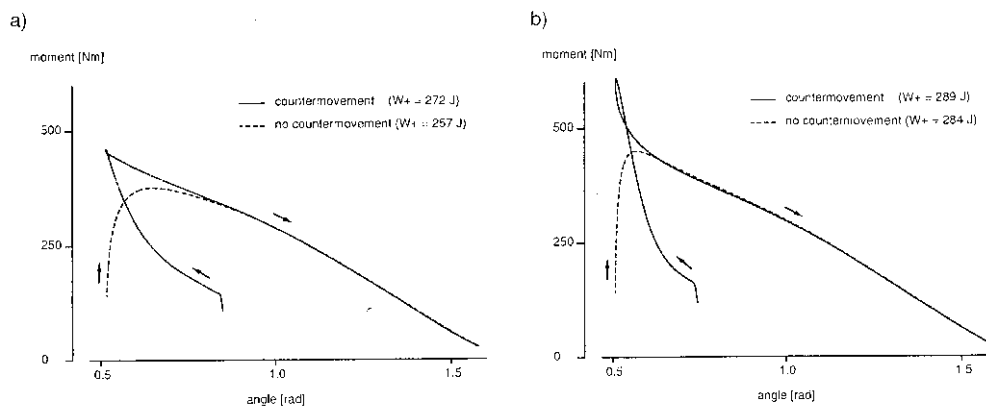 a)
moment [Nm]
countermovement (W+ = 272 J)
no countermovement (W+ = 257 J)
500
250
0
0.5
1.0
1.5
angle [rad]
b)
moment [Nm]
countermovement (W+ = 289 J)
no countermovement (W+ = 284 J)
500
250
0
0.5
1.0
1.5
angle [rad]